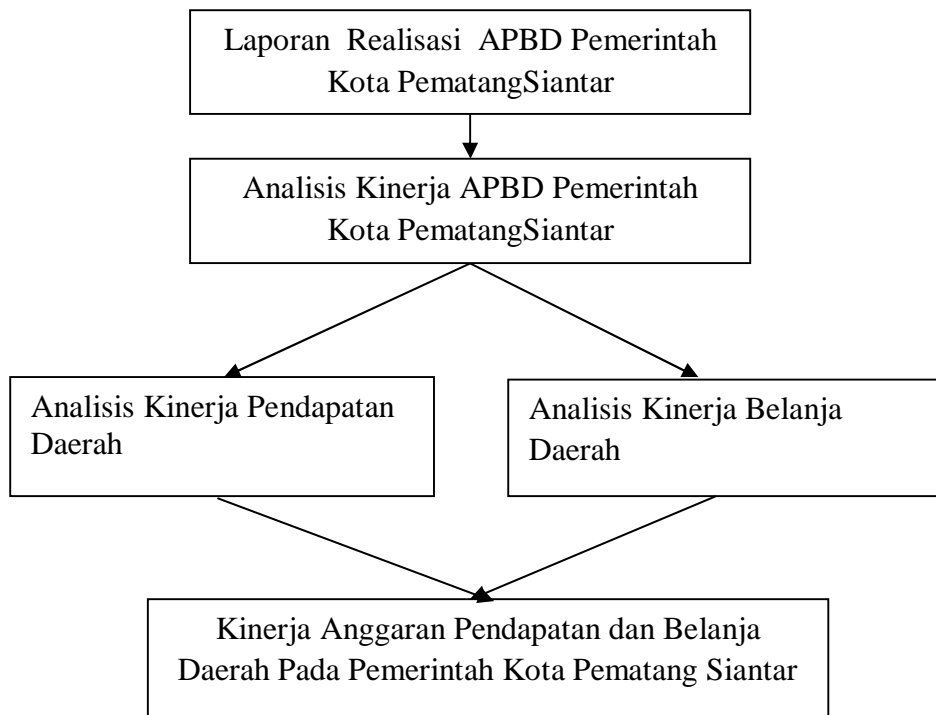 Laporan Realisasi APBD Pemerintah
Kota PematangSiantar
Analisis Kinerja APBD Pemerintah
Kota PematangSiantar
Analisis Kinerja Pendapatan
Daerah
Analisis Kinerja Belanja
Daerah
Kinerja Anggaran Pendapatan dan Belanja
Daerah Pada Pemerintah Kota Pematang Siantar